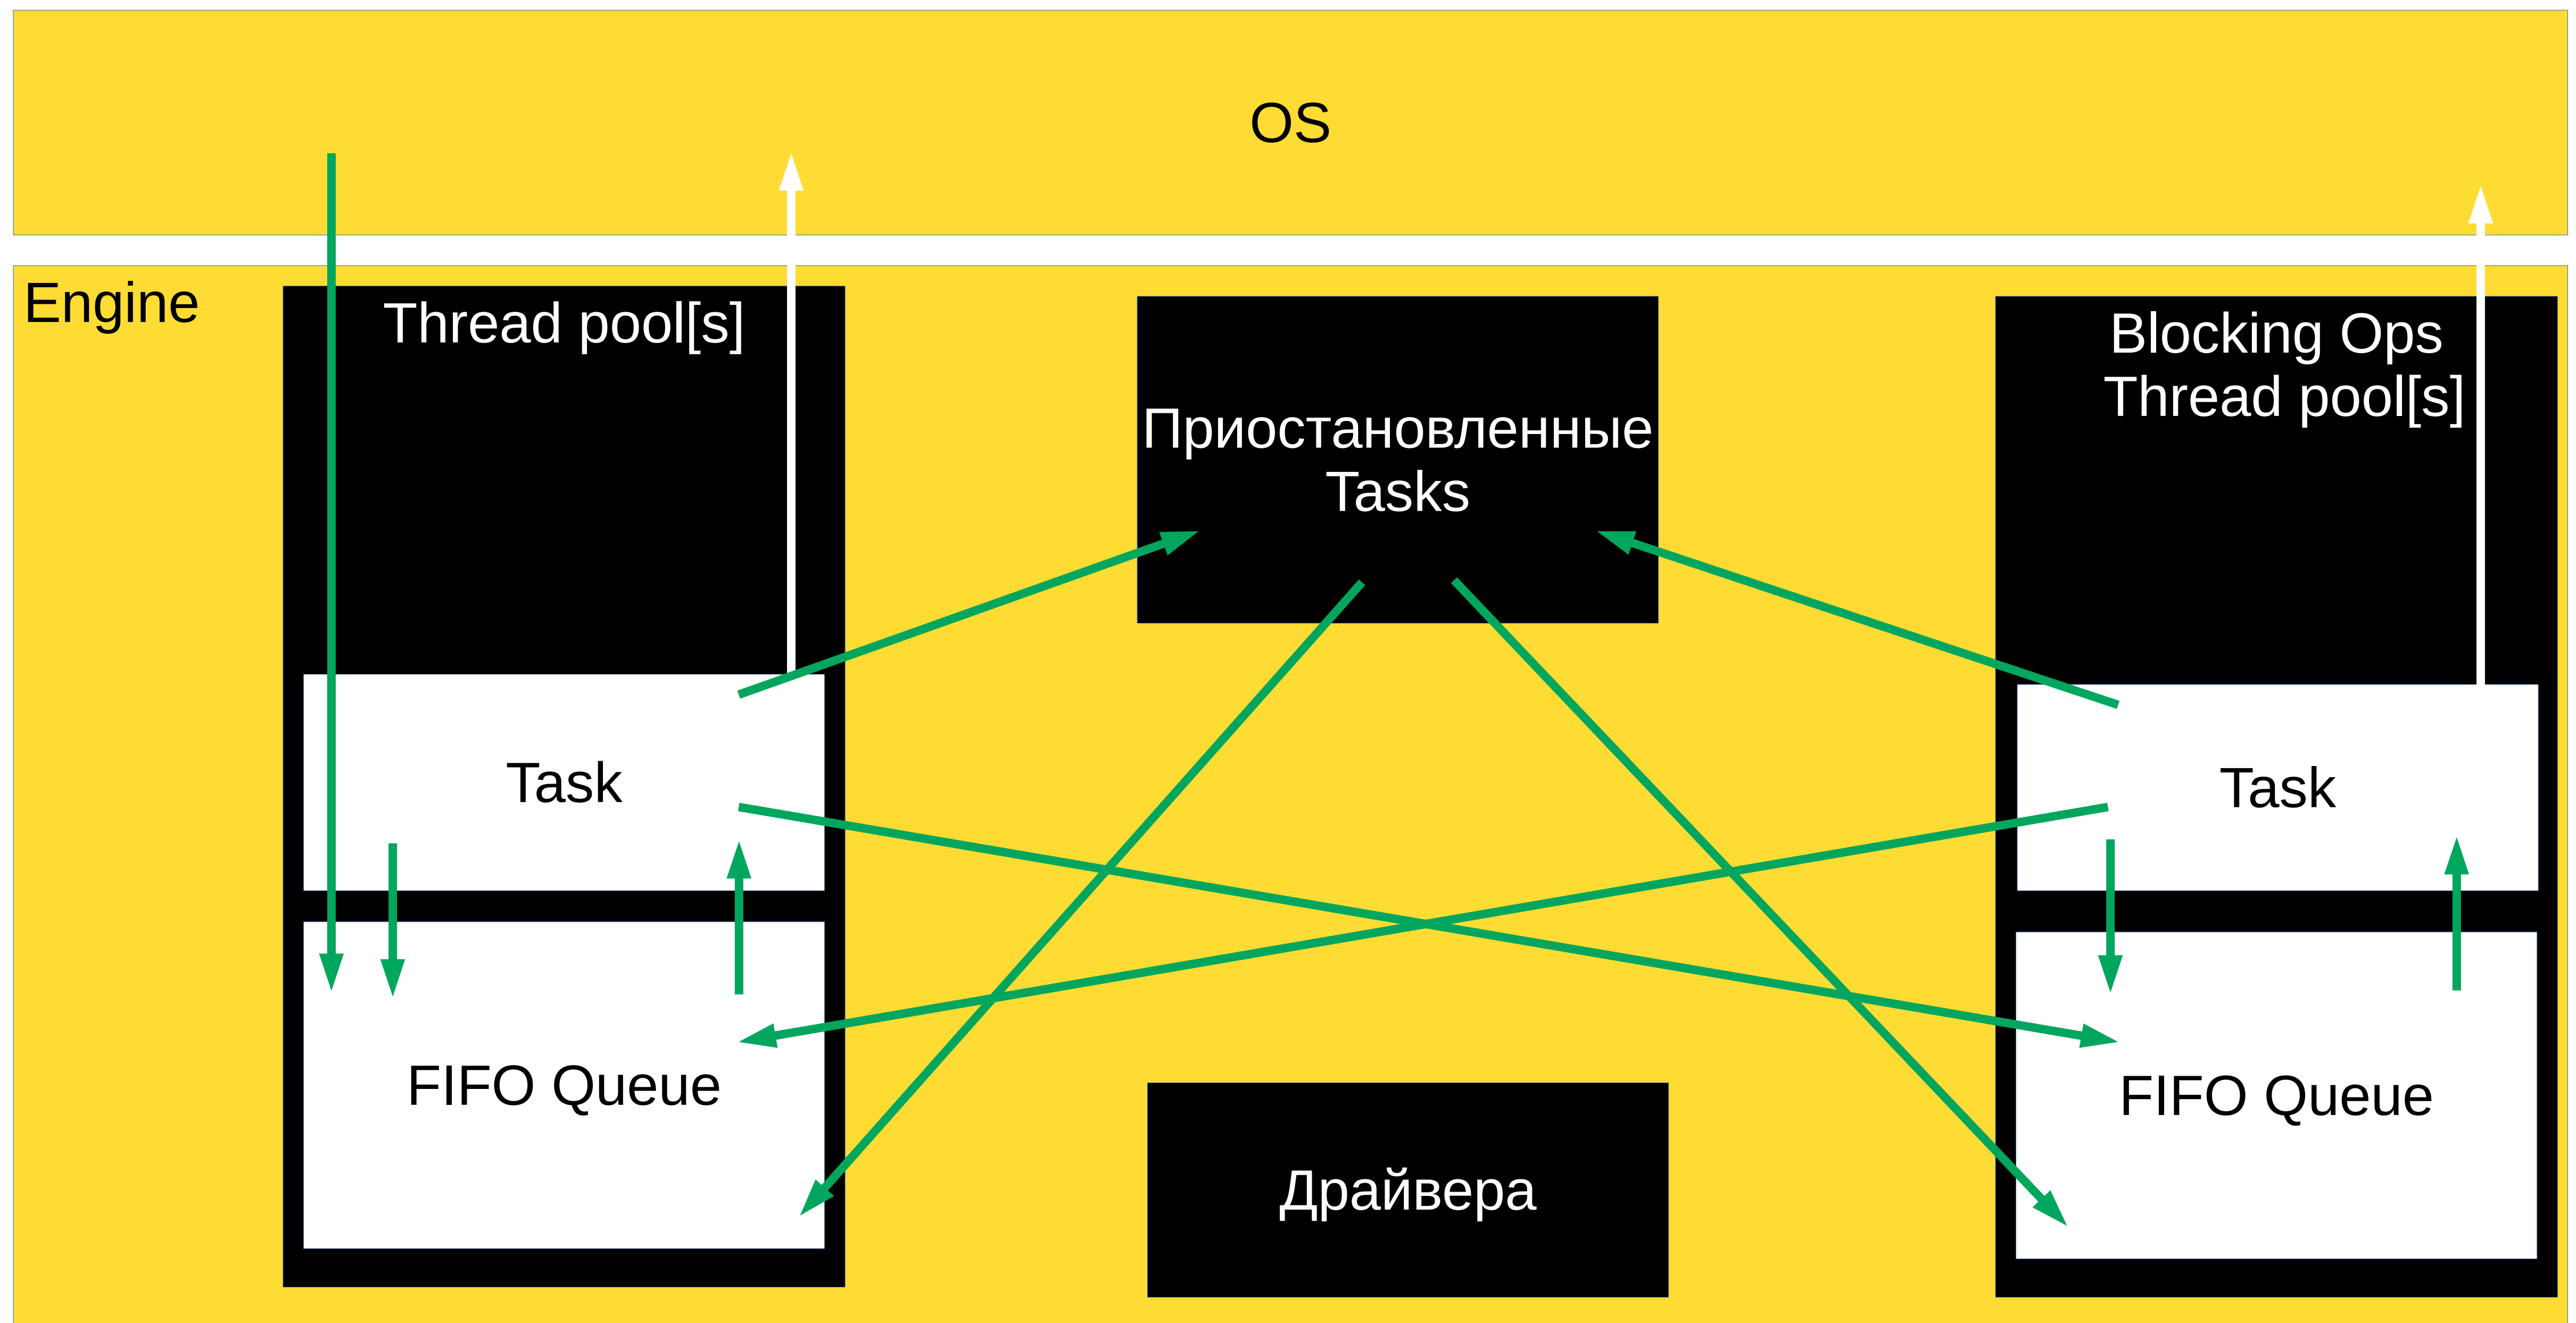 OS
Engine
Thread pool[s]
Приостановленные
Tasks
Blocking Ops
Thread pool[s]
Task
Task
FIFO Queue
FIFO Queue
Драйвера